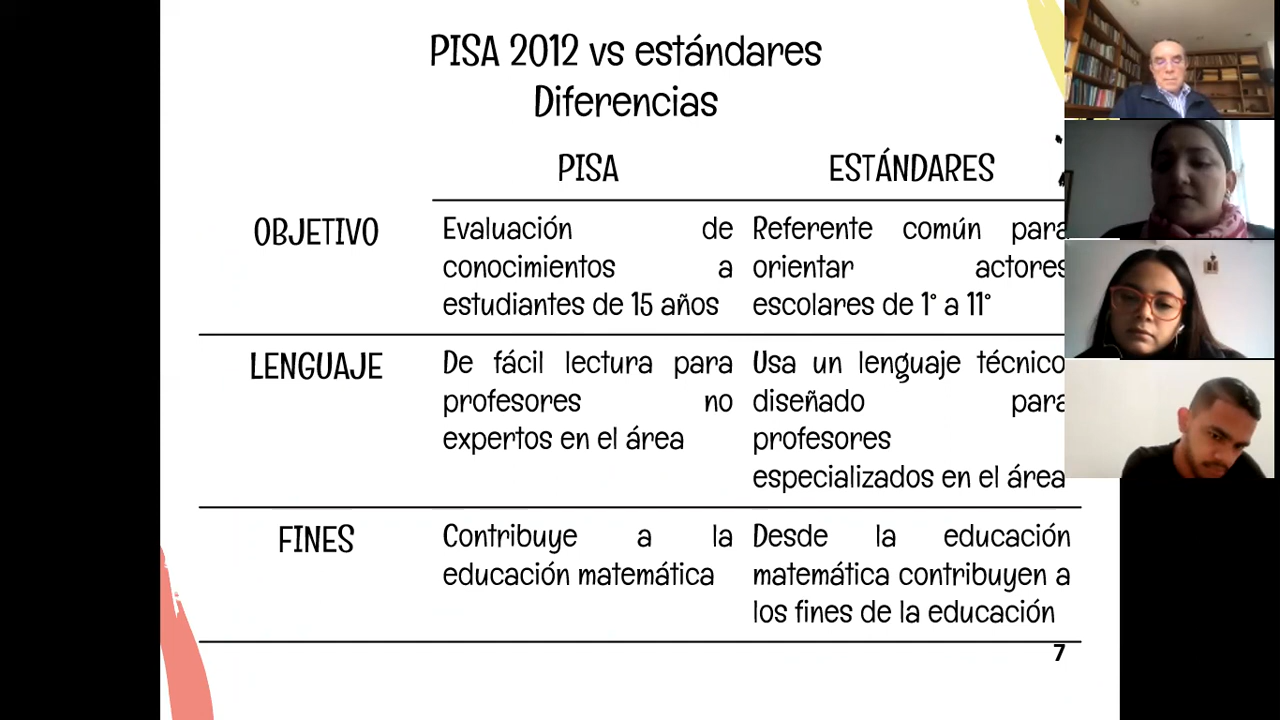 PISA 2012 vs estándares
Diferencias
PISA
ESTÁNDARES
OBJETIVO
Evaluación de
conocimientos a
estudiantes de 15 años
Referente común para
orientar actores
escolares de 1° a 11°
LENGUAJE
De fácil lectura para
profesores no
expertos en el área
Usa un lenguaje técnico
diseñado para
profesores
especializados en el área
FINES
Contribuye a la
educación matemática
Desde la educación
matemática contribuyen a
los fines de la educación
7